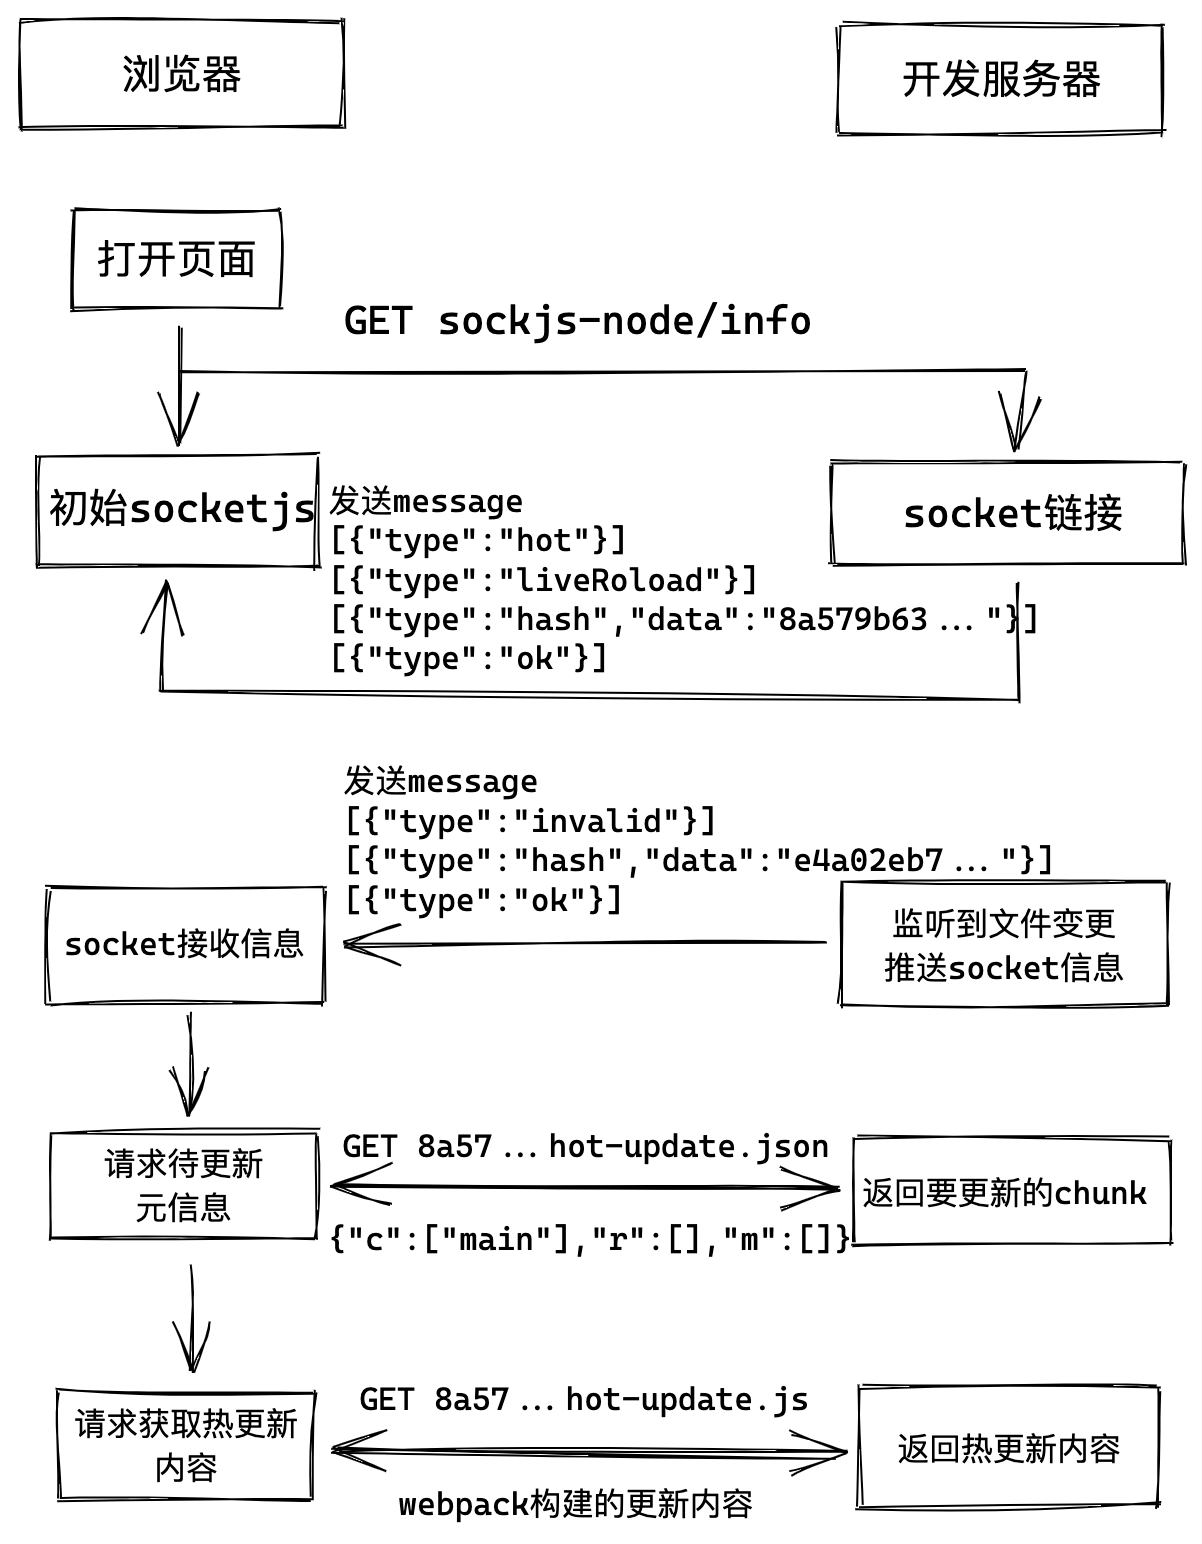 浏览器
开发服务器
打开页面
GET sockjs-node/info
初始socketjs
socket链接
发送message
[{"type":"hot"}]
[{"type":"liveRoload"}]
[{"type":"hash","data":"8a579b63..."}]
[{"type":"ok"}]
发送message
[{"type":"invalid"}]
[{"type":"hash","data":"e4a02eb7..."}]
[{"type":"ok"}]
socket接收信息
监听到文件变更
推送socket信息
请求待更新
元信息
GET 8a57...hot-update.json
{"c":["main"],"r":[],"m":[]}
返回要更新的chunk
请求获取热更新
内容
GET 8a57...hot-update.js
webpack构建的更新内容
返回热更新内容